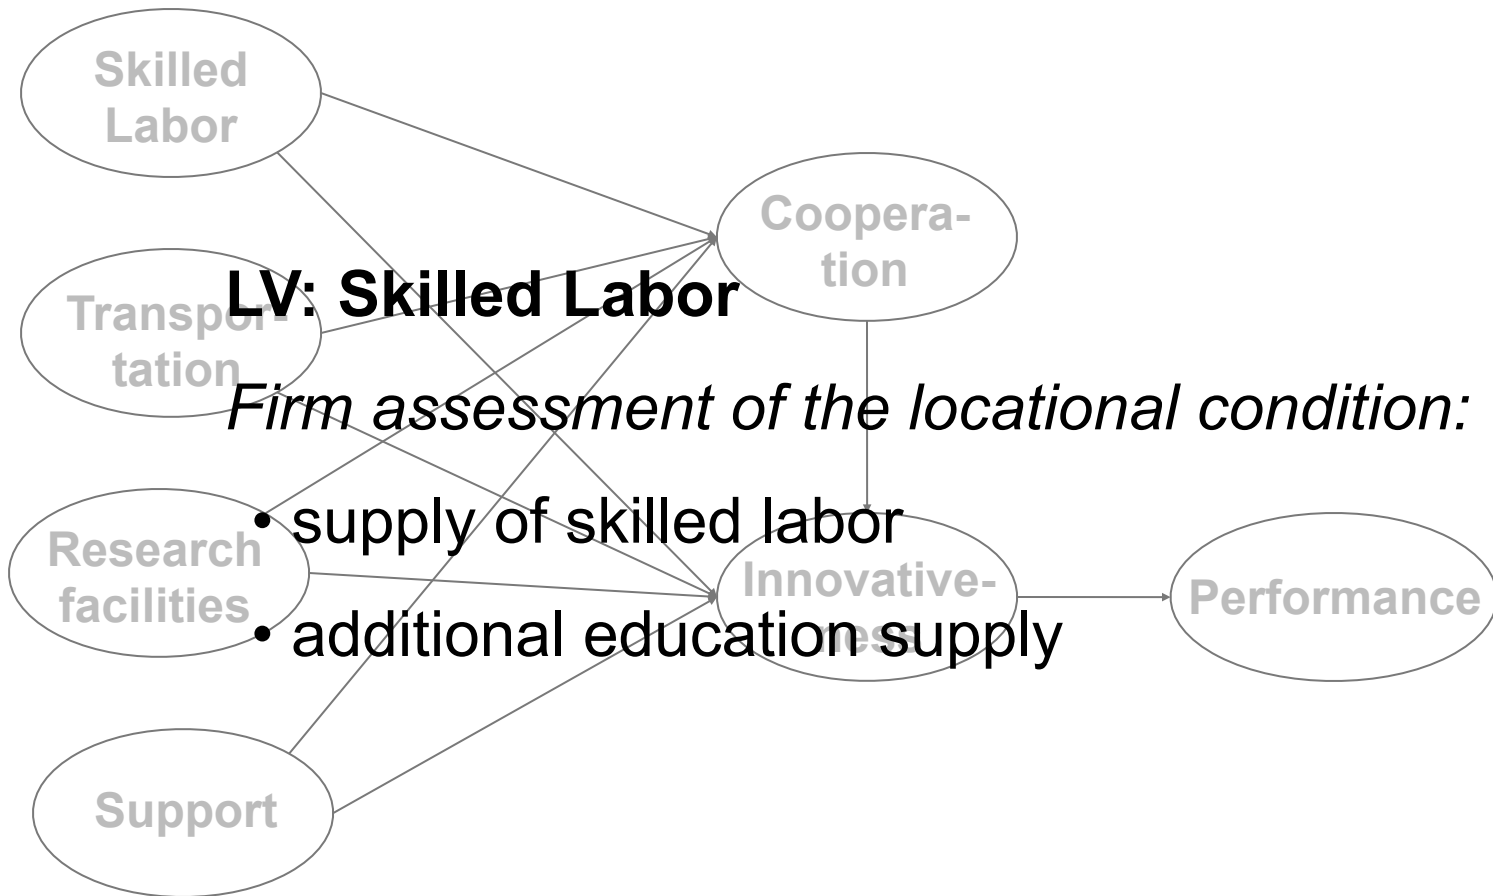 Skilled
Labor
Coopera-
tion
LV: Skilled Labor
Transpor-
tation
Firm assessment of the locational condition:
• supply of skilled labor
Research
facilities
Innovative-
ness
Performance
• additional education supply
Support